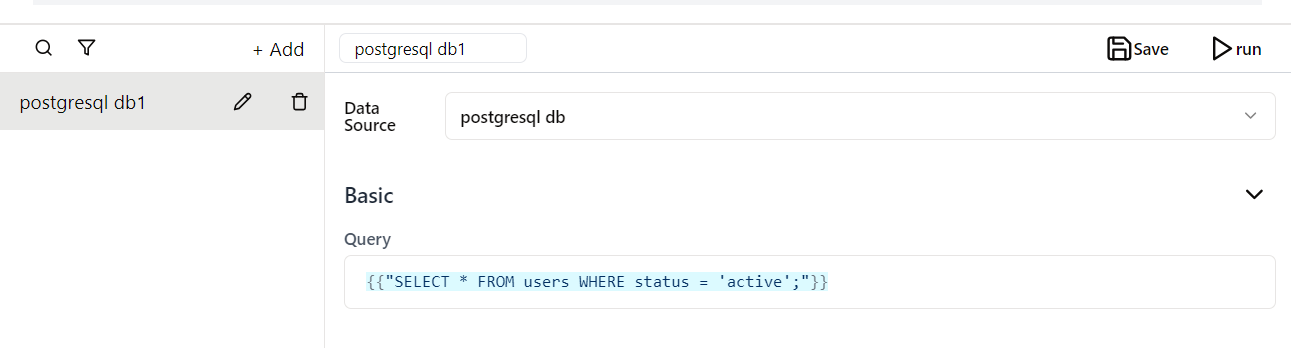 + Add
postgresql db1
Save
run
postgresql db1
Data
Source
postgresql db
Basic
Query
{{"SELECT * FROM users WHERE status = 'active';"}}